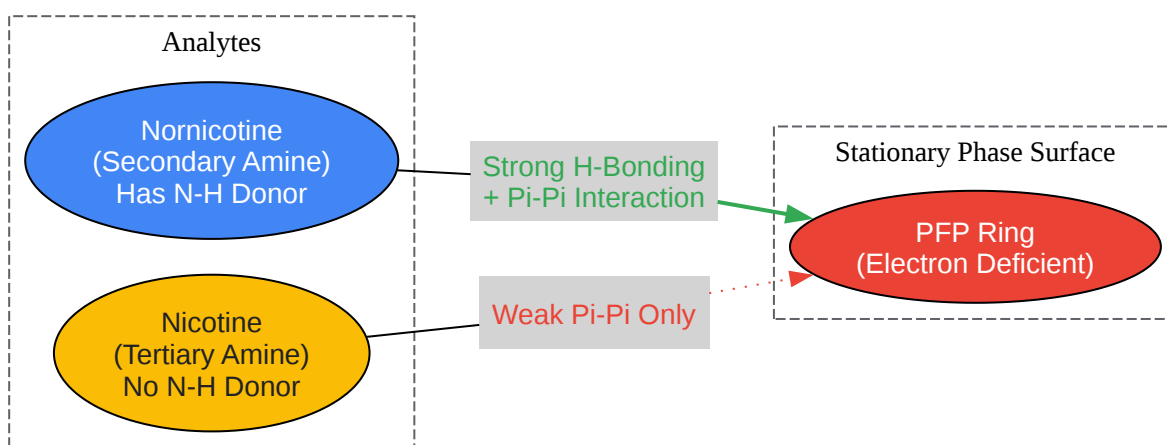 Analytes
Nornicotine
(Secondary Amine)
Has N-H Donor
Strong H-Bonding
+ Pi-Pi Interaction
Stationary Phase Surface
PFP Ring
(Electron Deficient)
Nicotine
(Tertiary Amine)
No N-H Donor
Weak Pi-Pi Only